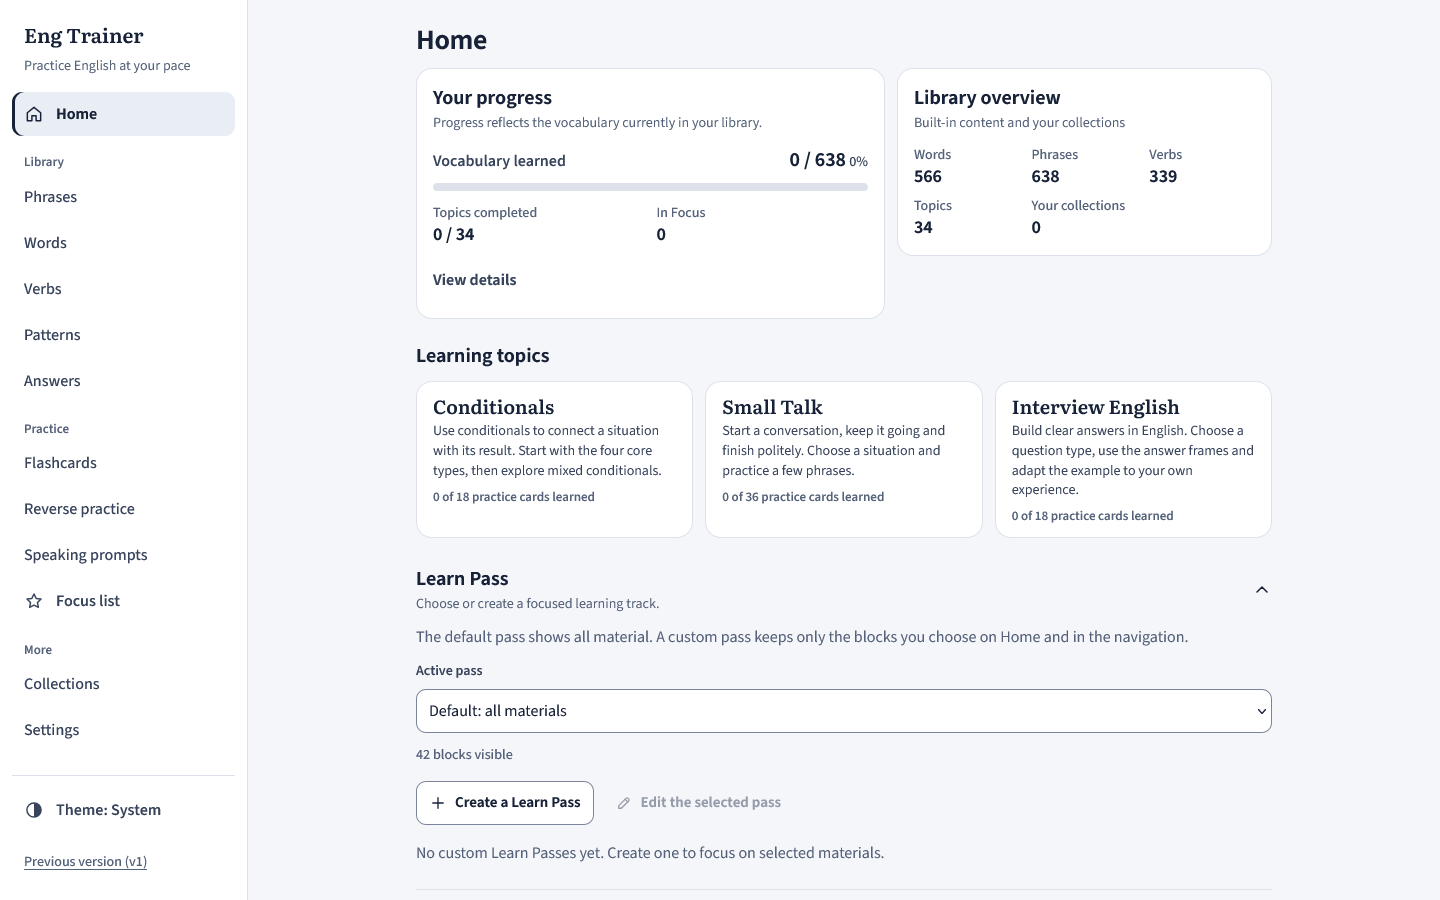 Eng Trainer
Practice English at your pace
Home
Library
Phrases
Words
Verbs
Patterns
Answers
Practice
Flashcards
Reverse practice
Speaking prompts
Focus list
More
Collections
Settings
Theme: System
Previous version (v1)
Home
Your progress
Progress reflects the vocabulary currently in your library.
Vocabulary learned 0 / 638 0%
Topics completed In Focus
0 / 34 0
View details
Library overview
Built-in content and your collections
Words Phrases Verbs
566 638 339
Topics Your collections
34 0
Learning topics
Conditionals
Use conditionals to connect a situation
with its result. Start with the four core
types, then explore mixed conditionals.
0 of 18 practice cards learned
Small Talk
Start a conversation, keep it going and
finish politely. Choose a situation and
practice a few phrases.
0 of 36 practice cards learned
Interview English
Build clear answers in English. Choose a
question type, use the answer frames and
adapt the example to your own
experience.
0 of 18 practice cards learned
Learn Pass
Choose or create a focused learning track.
The default pass shows all material. A custom pass keeps only the blocks you choose on Home and in the navigation.
Active pass
Default: all materials
42 blocks visible
Create a Learn Pass Edit the selected pass
No custom Learn Passes yet. Create one to focus on selected materials.